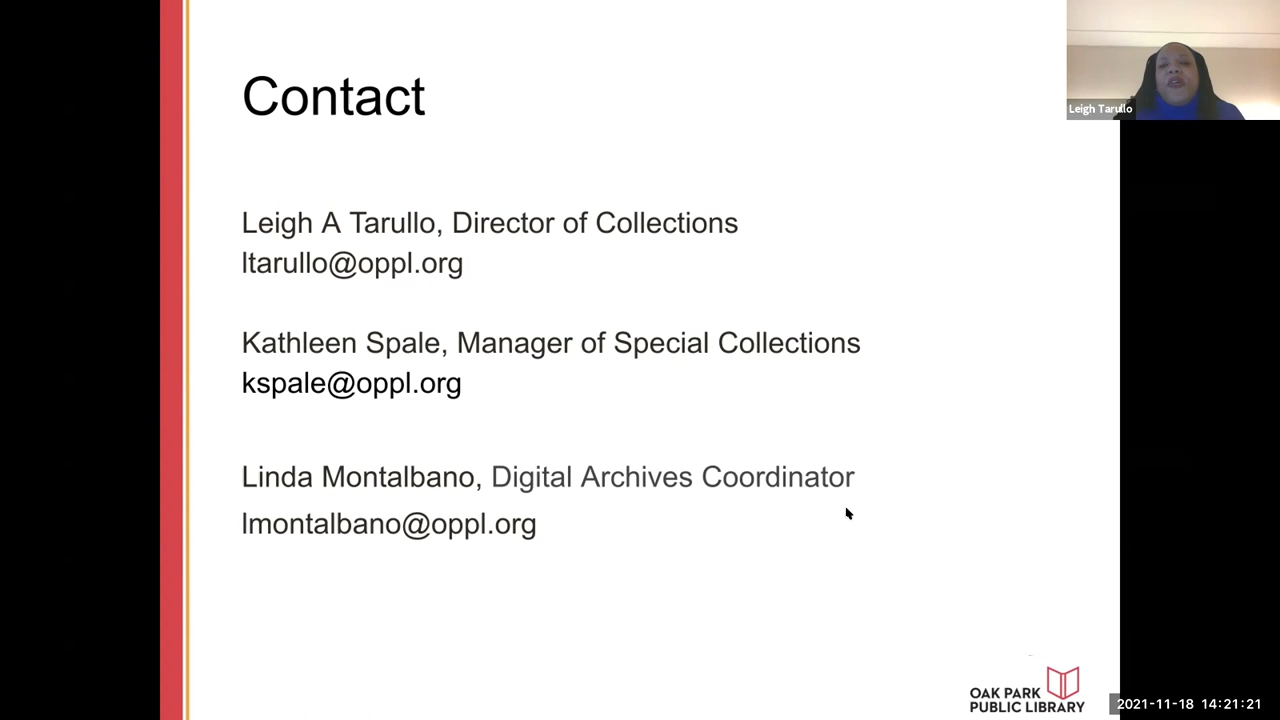 Contact
Leigh Tarullo
Leigh A Tarullo, Director of Collections
ltarullo@oppl.org
Kathleen Spale, Manager of Special Collections
kspale@oppl.org
Linda Montalbano, Digital Archives Coordinator
lmontalbano@oppl.org
OAK PARK
PUBLIC LIBRARY
2021-11-18 14:21:21